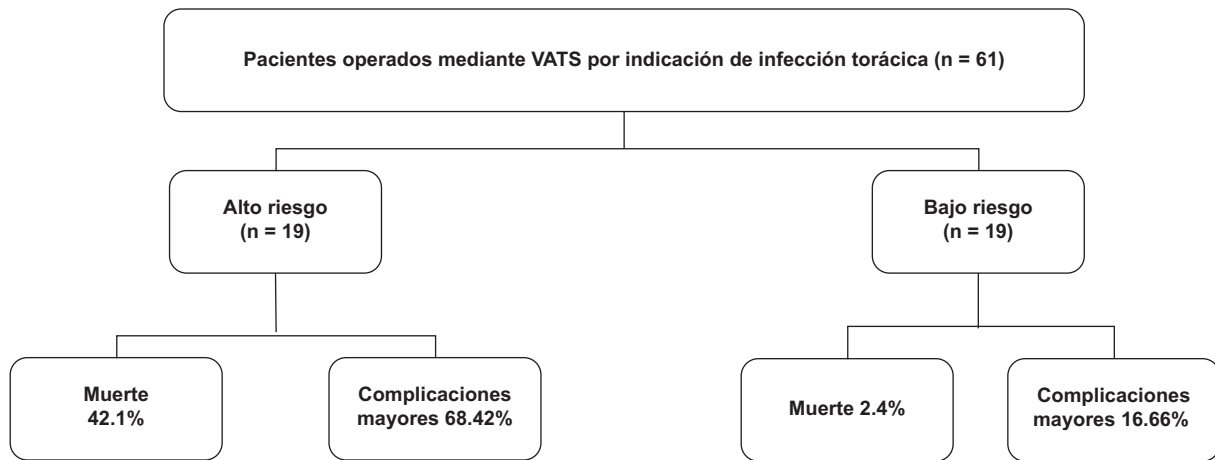 Pacientes operados mediante VATS por indicación de infección torácica (n = 61)
Alto riesgo
(n = 19)
Bajo riesgo
(n = 19)
Muerte
42.1%
Complicaciones
mayores 68.42%
Muerte 2.4%
Complicaciones
mayores 16.66%